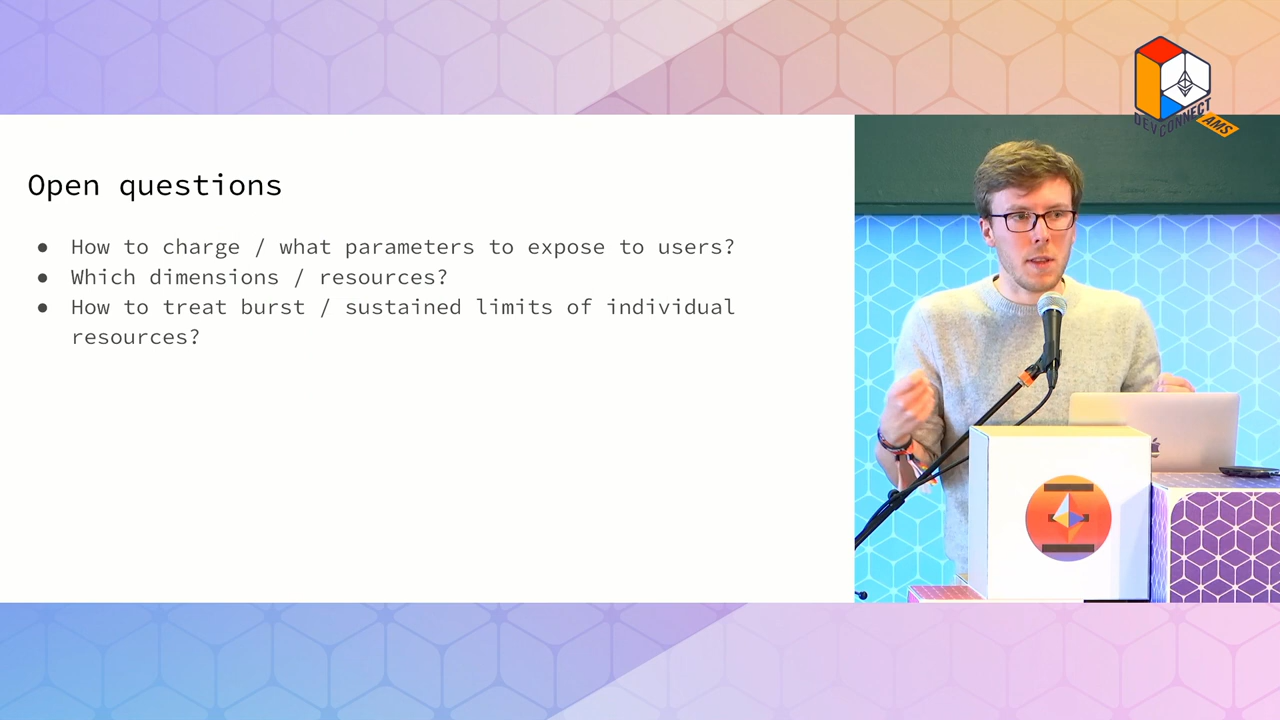 DEVCONNECT
AMS
Open questions
● How to charge / what parameters to expose to users?
● Which dimensions / resources?
● How to treat burst / sustained limits of individual
resources?